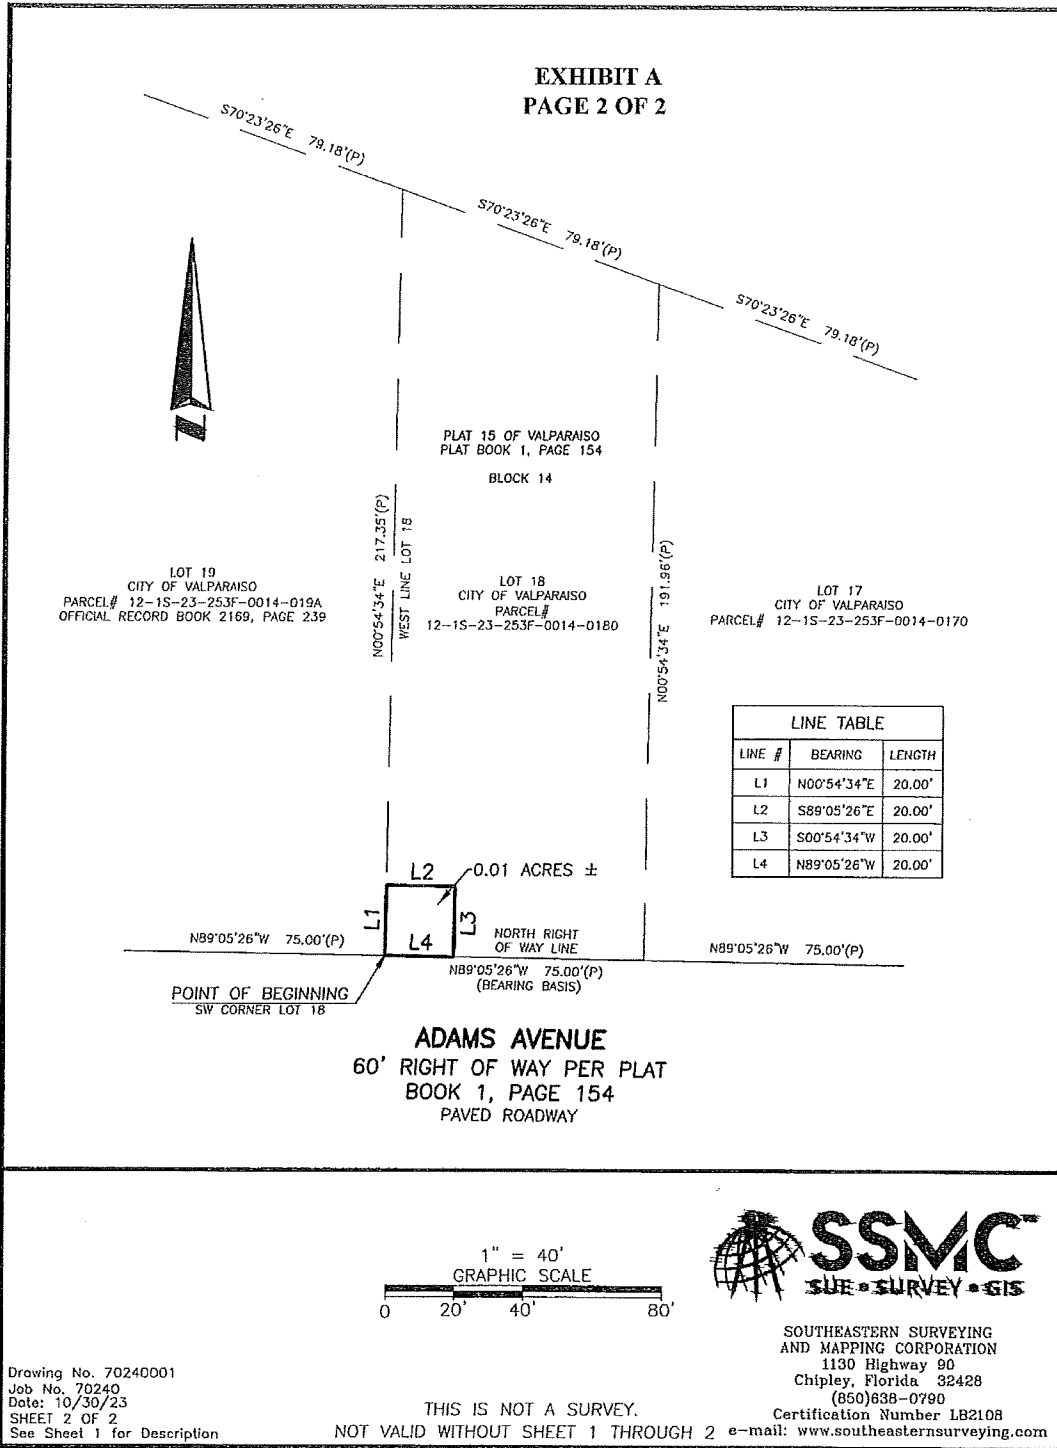 EXHIBIT A
PAGE 2 OF 2
S70°23'26"E 79.18'(P)
S70°23'26"E 79.18'(P)
S70°23'26"E 79.18'(P)
PLAT 15 OF VALPARAISO
PLAT BOOK 1, PAGE 154
BLOCK 14
N00°54'34"E 217.35'(P)
WEST LINE LOT 18
N00°54'34"E 191.96'(P)
LOT 19
CITY OF VALPARAISO
PARCEL# 12-1S-23-253F-0014-019A
OFFICIAL RECORD BOOK 2169, PAGE 239
LOT 18
CITY OF VALPARAISO
PARCEL#
12-1S-23-253F-0014-0180
LOT 17
CITY OF VALPARAISO
PARCEL# 12-1S-23-253F-0014-0170
LINE TABLE
LINE # BEARING LENGTH
L1 N00°54'34"E 20.00'
L2 S89°05'26"E 20.00'
L3 S00°54'34"W 20.00'
L4 N89°05'26"W 20.00'
L2
0.01 ACRES ±
L1
L3
L4
N89°05'26"W 75.00'(P)
NORTH RIGHT
OF WAY LINE
N89°05'26"W 75.00'(P)
N89°05'26"W 75.00'(P)
(BEARING BASIS)
POINT OF BEGINNING
SW CORNER LOT 18
ADAMS AVENUE
60' RIGHT OF WAY PER PLAT
BOOK 1, PAGE 154
PAVED ROADWAY
1" = 40'
GRAPHIC SCALE
0 20' 40' 80'
SSMC
SUE SURVEY GIS
SOUTHEASTERN SURVEYING
AND MAPPING CORPORATION
1130 Highway 90
Chipley, Florida 32428
(850)638-0790
Certification Number LB2108
e-mail: www.southeasternsurveying.com
Drawing No. 70240001
Job No. 70240
Date: 10/30/23
SHEET 2 OF 2
See Sheet 1 for Description
THIS IS NOT A SURVEY.
NOT VALID WITHOUT SHEET 1 THROUGH 2